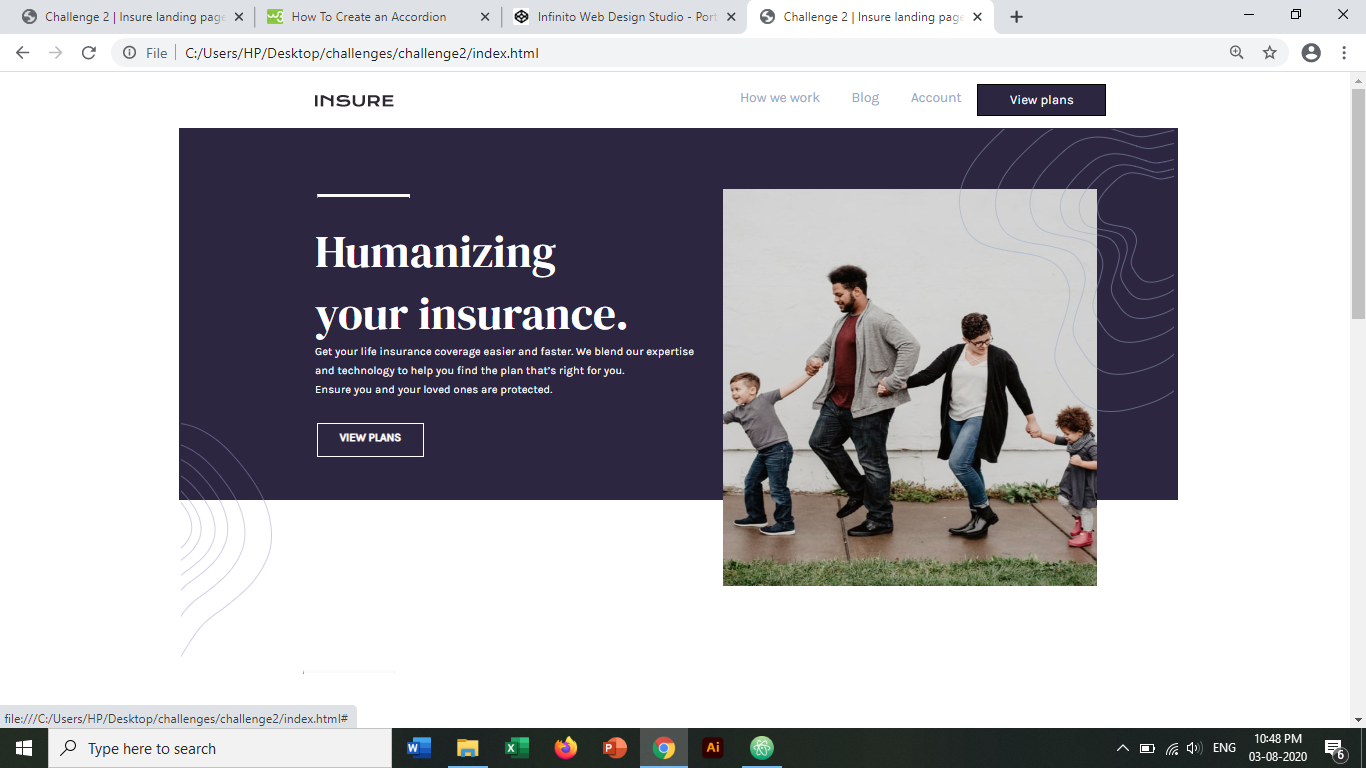 Challenge 2 | Insure landing page
How To Create an Accordion
Infinito Web Design Studio - Port
Challenge 2 | Insure landing page
File
C:/Users/HP/Desktop/challenges/challenge2/index.html
INSURE
How we work
Blog
Account
View plans
Humanizing
your insurance.
Get your life insurance coverage easier and faster. We blend our expertise
and technology to help you find the plan that's right for you.
Ensure you and your loved ones are protected.
VIEW PLANS
file:///C:/Users/HP/Desktop/challenges/challenge2/index.html#
Type here to search
W
X
P
Ai
ENG
10:48 PM
03-08-2020
6